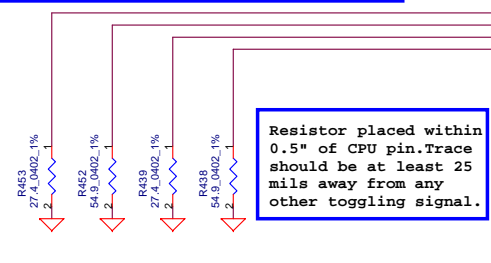 R453
27.4_0402_1%
1
2
R452
54.9_0402_1%
1
2
R439
27.4_0402_1%
1
2
R438
54.9_0402_1%
1
2
Resistor placed within
0.5" of CPU pin.Trace
should be at least 25
mils away from any
other toggling signal.